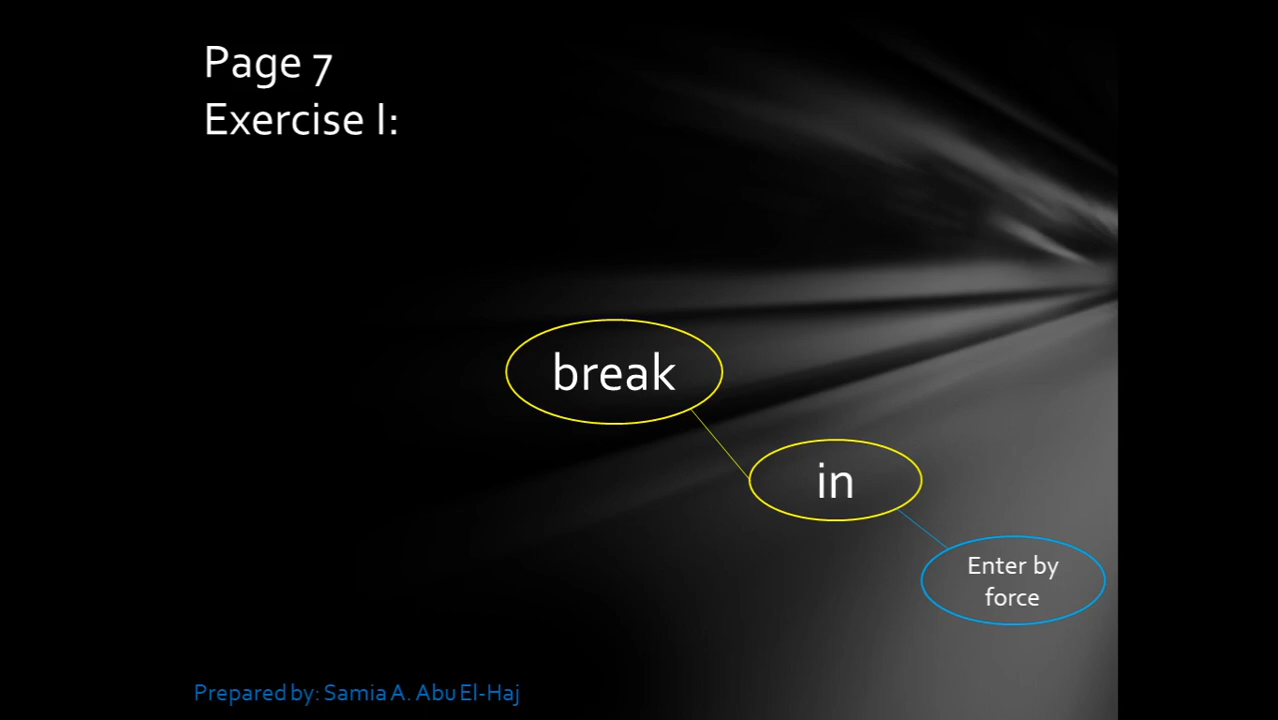 Page 7
Exercise I:
break
in
Enter by
force
Prepared by: Samia A. Abu El-Haj